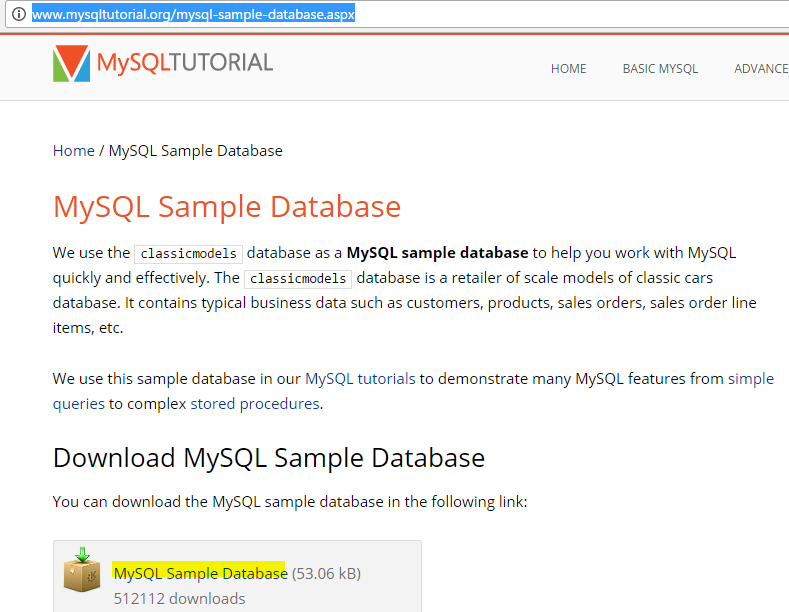 www.mysqltutorial.org/mysql-sample-database.aspx
MySQLTUTORIAL
HOME BASIC MYSQL ADVANCE
Home / MySQL Sample Database
MySQL Sample Database
We use the classicmodels database as a MySQL sample database to help you work with MySQL
quickly and effectively. The classicmodels database is a retailer of scale models of classic cars
database. It contains typical business data such as customers, products, sales orders, sales order line
items, etc.
We use this sample database in our MySQL tutorials to demonstrate many MySQL features from simple
queries to complex stored procedures.
Download MySQL Sample Database
You can download the MySQL sample database in the following link:
MySQL Sample Database (53.06 kB)
512112 downloads